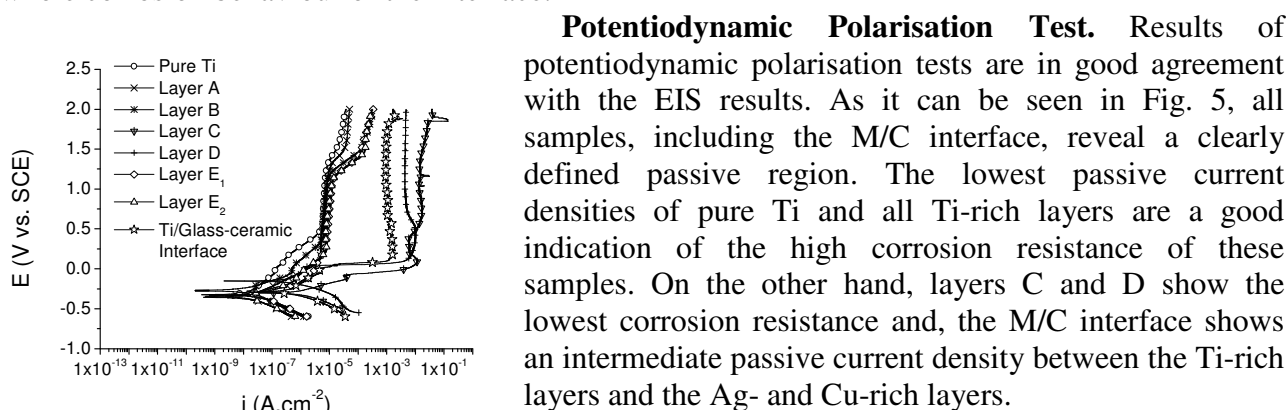 Potentiodynamic Polarisation Test. Results of
potentiodynamic polarisation tests are in good agreement
with the EIS results. As it can be seen in Fig. 5, all
samples, including the M/C interface, reveal a clearly
defined passive region. The lowest passive current
densities of pure Ti and all Ti-rich layers are a good
indication of the high corrosion resistance of these
samples. On the other hand, layers C and D show the
lowest corrosion resistance and, the M/C interface shows
an intermediate passive current density between the Ti-rich
layers and the Ag- and Cu-rich layers.
E (V vs. SCE)
2.5
2.0
1.5
1.0
0.5
0.0
-0.5
-1.0
Pure Ti
Layer A
Layer B
Layer C
Layer D
Layer E₁
Layer E₂
Ti/Glass-ceramic
Interface
1x10⁻¹³ 1x10⁻¹¹ 1x10⁻⁹ 1x10⁻⁷ 1x10⁻⁵ 1x10⁻³ 1x10⁻¹
i (A.cm⁻²)